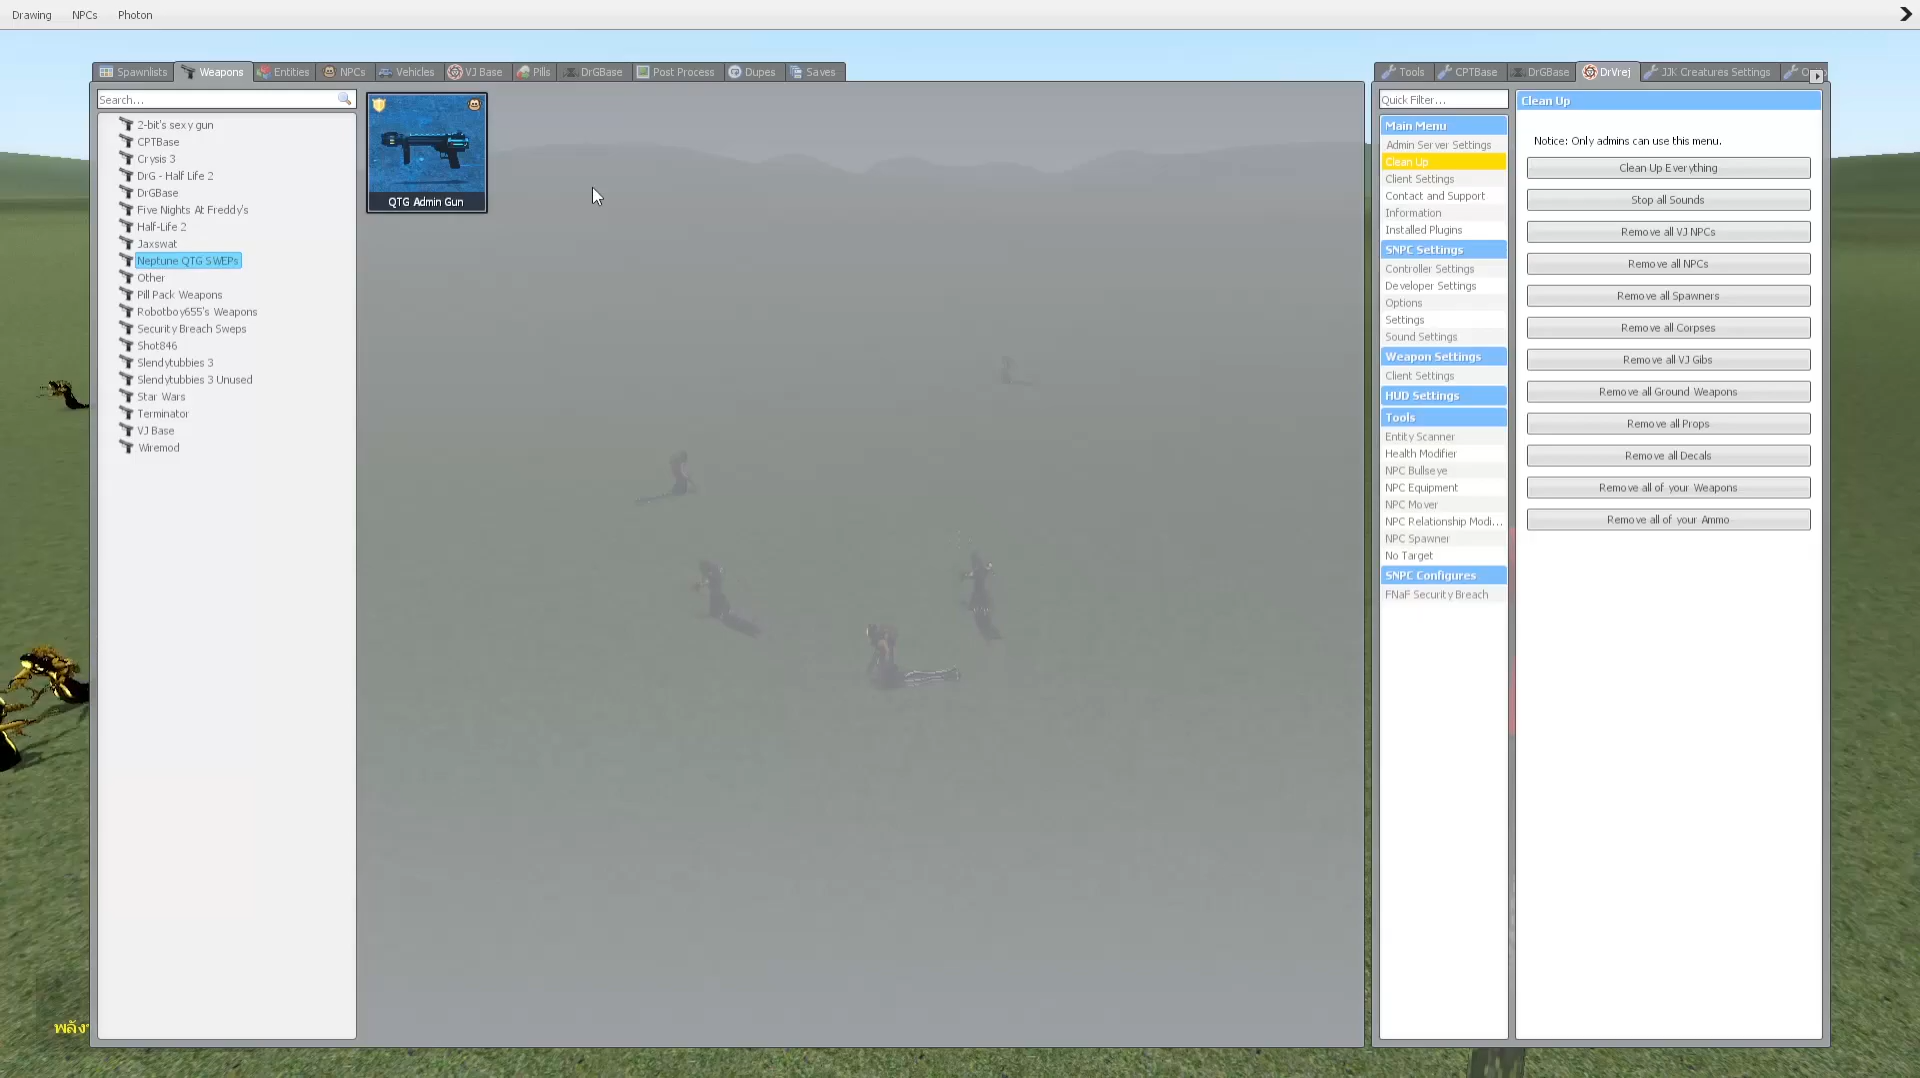 Drawing NPCs Photon
Spawnlists Weapons Entities NPCs Vehicles VJ Base Pills DrGBase Post Process Dupes Saves
Search...
2-bit's sexy gun
CPTBase
Crysis 3
DrG - Half Life 2
DrGBase
Five Nights At Freddy's
Half-Life 2
Jaxswat
Neptune QTG SWEPs
Other
Pill Pack Weapons
Robotboy655's Weapons
Security Breach Sweps
Shot846
Slendytubbies 3
Slendytubbies 3 Unused
Star Wars
Terminator
VJ Base
Wiremod
QTG Admin Gun
Tools CPTBase DrGBase DrVrej JJK Creatures Settings
Quick Filter...
Main Menu
Admin Server Settings
Clean Up
Client Settings
Contact and Support
Information
Installed Plugins
SNPC Settings
Controller Settings
Developer Settings
Options
Settings
Sound Settings
Weapon Settings
Client Settings
HUD Settings
Tools
Entity Scanner
Health Modifier
NPC Bullseye
NPC Equipment
NPC Mover
NPC Relationship Modi...
NPC Spawner
No Target
SNPC Configures
FNaF Security Breach
Clean Up
Notice: Only admins can use this menu.
Clean Up Everything
Stop all Sounds
Remove all VJ NPCs
Remove all NPCs
Remove all Spawners
Remove all Corpses
Remove all VJ Gibs
Remove all Ground Weapons
Remove all Props
Remove all Decals
Remove all of your Weapons
Remove all of your Ammo